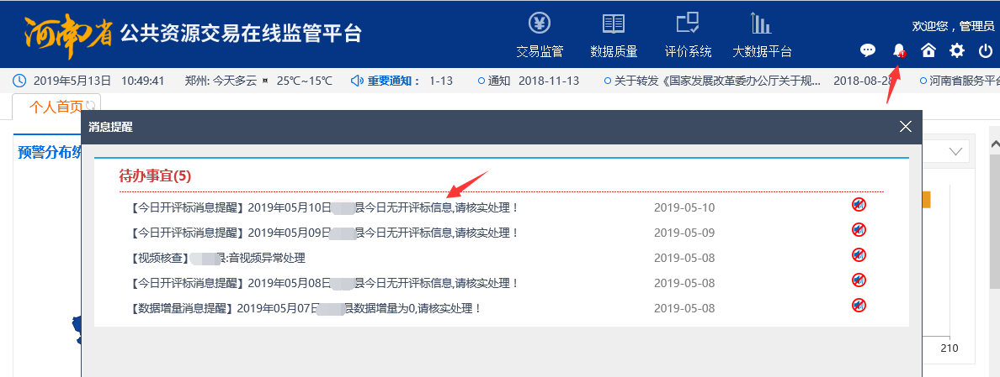 河南省 公共资源交易在线监管平台
交易监管 数据质量 评价系统 大数据平台
欢迎您，管理员
2019年5月13日 10:49:41 郑州: 今天多云 25℃~15℃ 重要通知： 1-13 通知 2018-11-13 关于转发《国家发展改革委办公厅关于规... 2018-08-28 河南省服务平台
个人首页
消息提醒
预警分布统
待办事宜(5)
【今日开评标消息提醒】2019年05月10日 县今日无开评标信息,请核实处理！ 2019-05-10
【今日开评标消息提醒】2019年05月09日 县今日无开评标信息,请核实处理！ 2019-05-09
【视频核查】 县:音视频异常处理 2019-05-08
【今日开评标消息提醒】2019年05月08日 县今日无开评标信息,请核实处理！ 2019-05-08
【数据增量消息提醒】2019年05月07日 县数据增量为0,请核实处理！ 2019-05-08
210